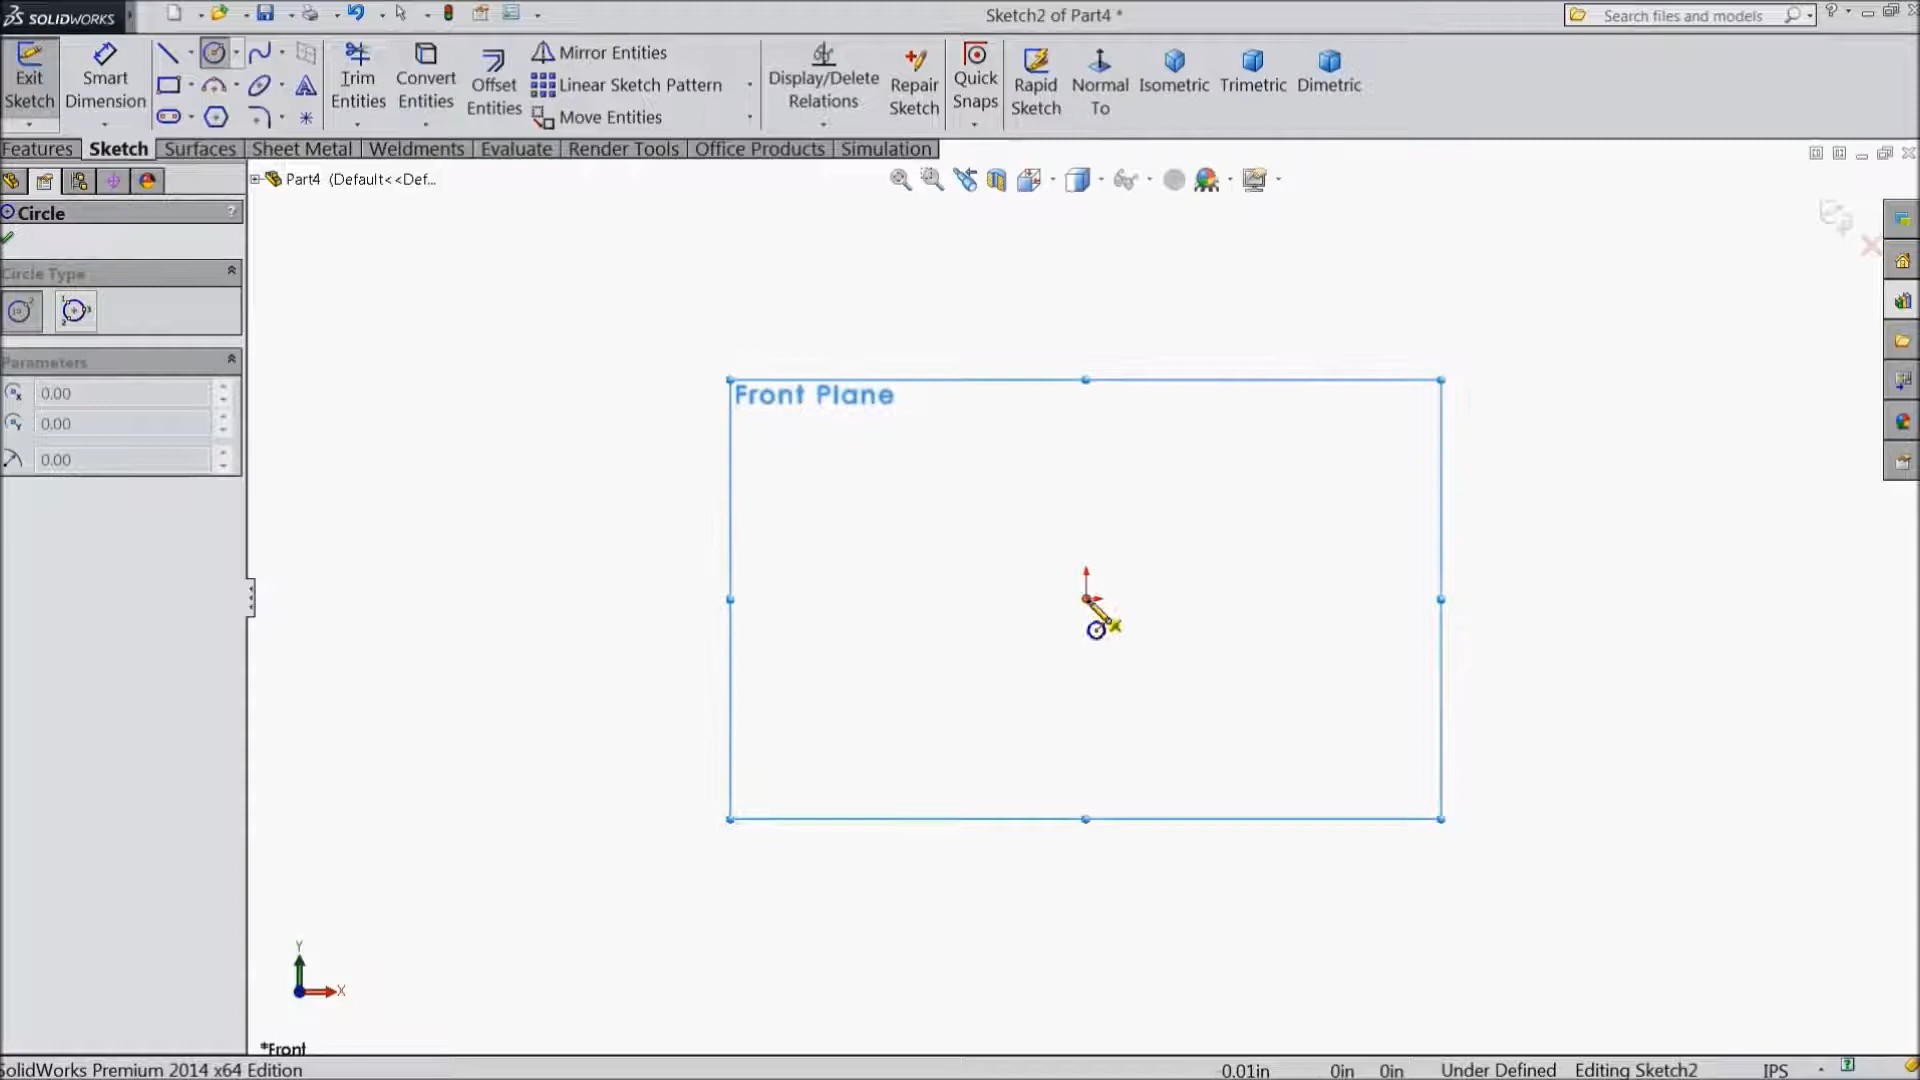 SOLIDWORKS
Sketch2 of Part4 *
Search files and models
Exit Sketch
Smart Dimension
Trim Entities
Convert Entities
Offset Entities
Mirror Entities
Linear Sketch Pattern
Move Entities
Display/Delete Relations
Repair Sketch
Quick Snaps
Rapid Sketch
Normal To
Isometric
Trimetric
Dimetric
Features
Sketch
Surfaces
Sheet Metal
Weldments
Evaluate
Render Tools
Office Products
Simulation
Part4 (Default<<Def...
Circle
?
Circle Type
Parameters
0.00
0.00
0.00
Front Plane
Y
X
*Front
SolidWorks Premium 2014 x64 Edition
-0.01in
0in
0in
Under Defined
Editing Sketch2
IPS